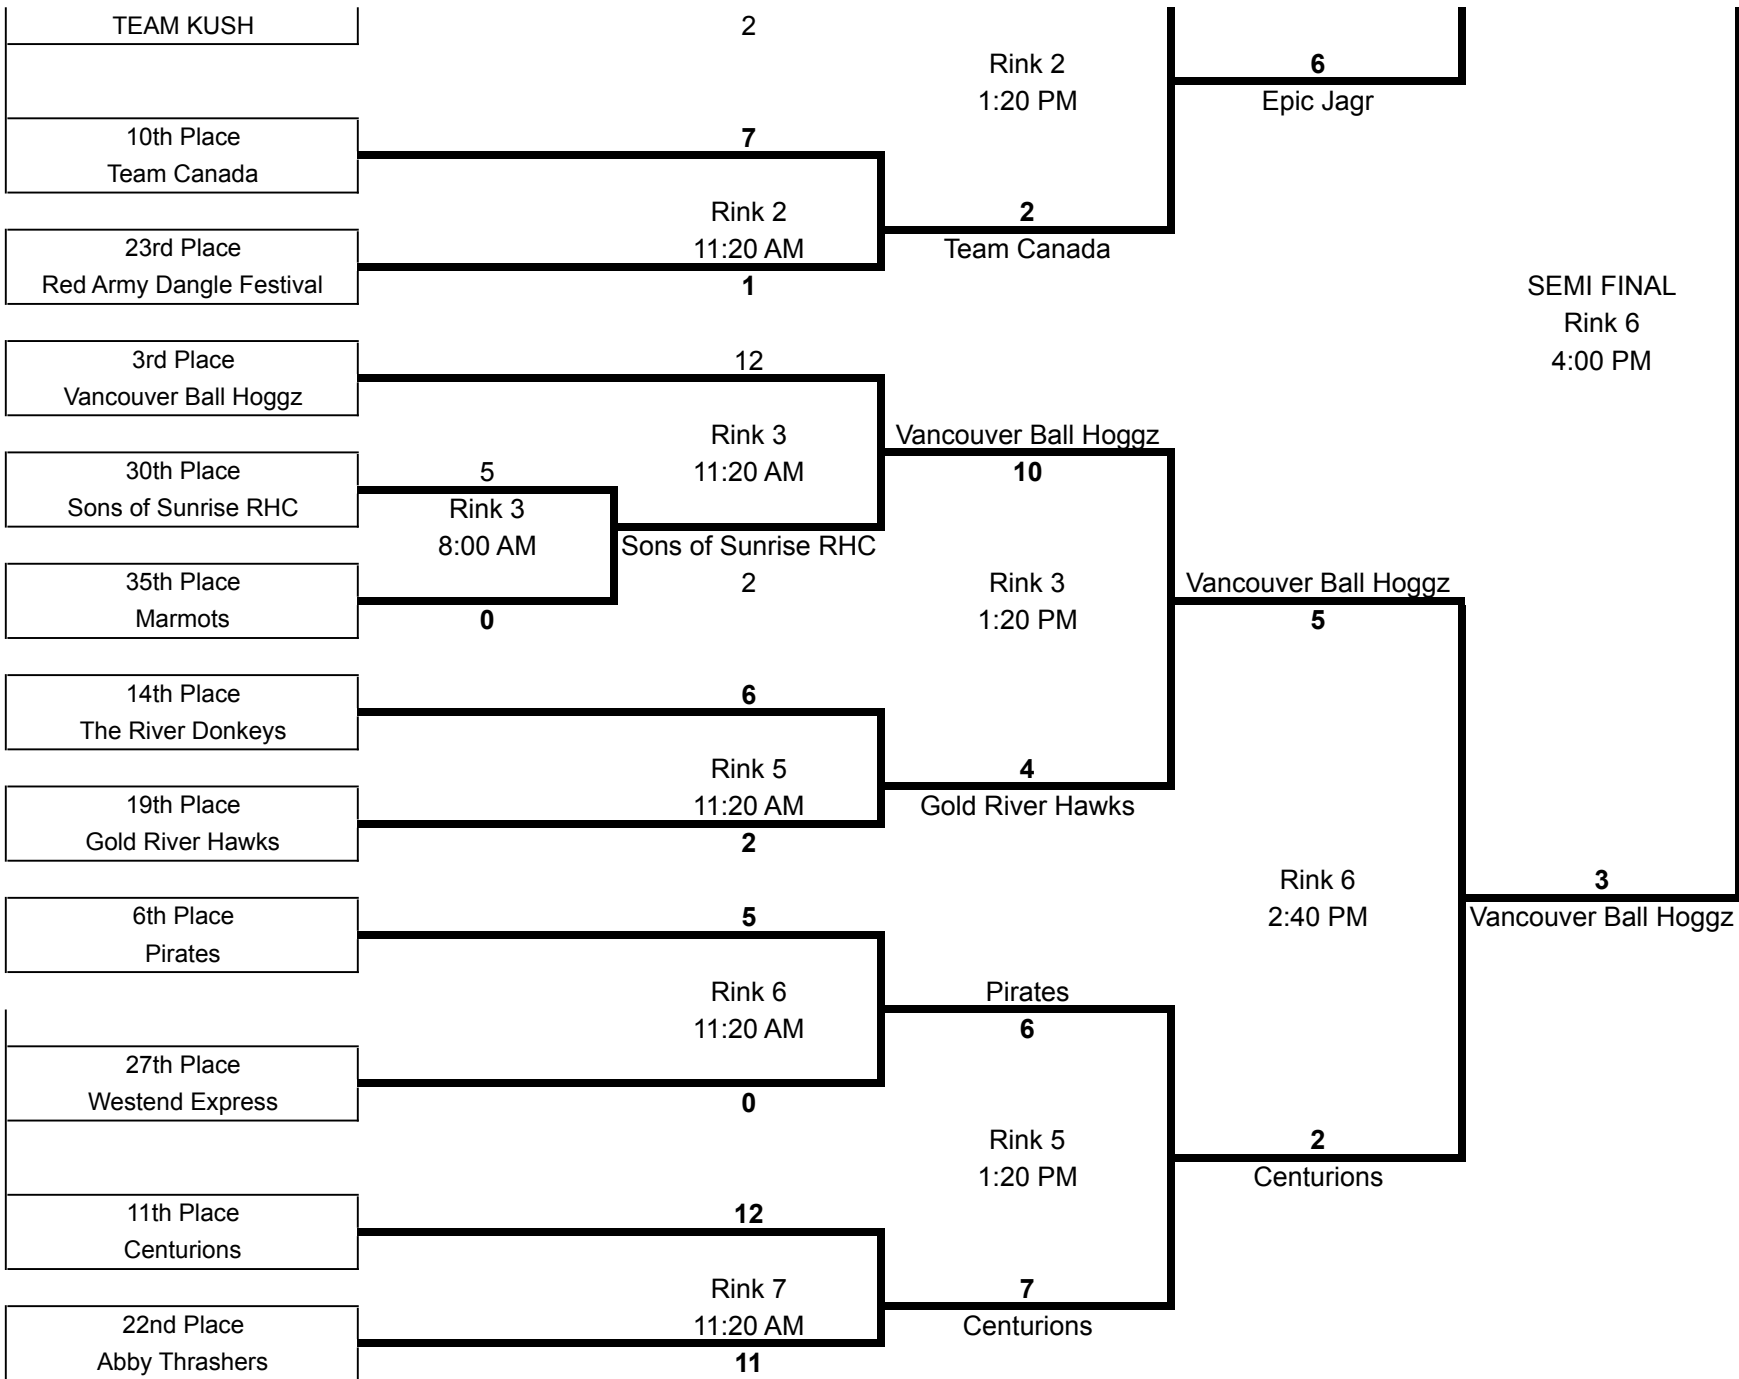 TEAM KUSH
2
Rink 2
1:20 PM
6
Epic Jagr
10th Place
Team Canada
7
Rink 2
11:20 AM
2
Team Canada
23rd Place
Red Army Dangle Festival
1
SEMI FINAL
Rink 6
4:00 PM
3rd Place
Vancouver Ball Hoggz
12
Rink 3
11:20 AM
Vancouver Ball Hoggz
10
30th Place
Sons of Sunrise RHC
5
Rink 3
8:00 AM
Sons of Sunrise RHC
2
35th Place
Marmots
0
Rink 3
1:20 PM
Vancouver Ball Hoggz
5
14th Place
The River Donkeys
6
Rink 5
11:20 AM
4
Gold River Hawks
19th Place
Gold River Hawks
2
Rink 6
2:40 PM
3
Vancouver Ball Hoggz
6th Place
Pirates
5
Rink 6
11:20 AM
Pirates
6
27th Place
Westend Express
0
Rink 5
1:20 PM
2
Centurions
11th Place
Centurions
12
Rink 7
11:20 AM
7
Centurions
22nd Place
Abby Thrashers
11